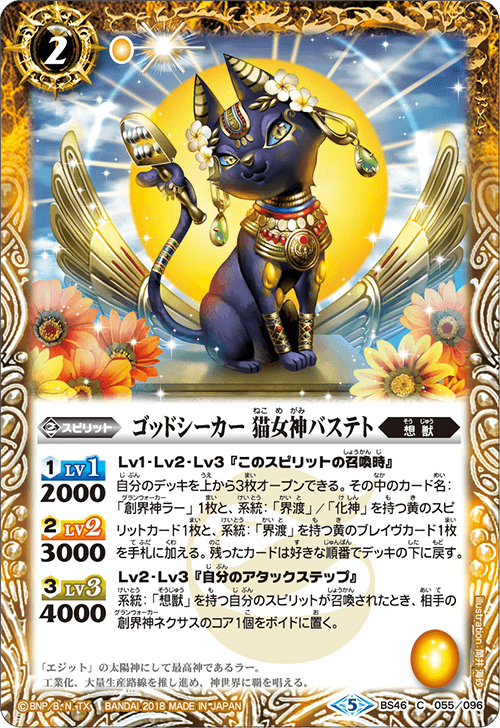 2
スピリット
ゴッドシーカー 猫女神バステト
想獣
1 LV1 2000
Lv1・Lv2・Lv3『このスピリットの召喚時』
自分のデッキを上から3枚オープンできる。その中のカード名:
「創界神ラー」1枚と、系統:「界渡」/「化神」を持つ黄のスピ
2 LV2 3000
リットカード1枚と、系統:「界渡」を持つ黄のブレイヴカード1枚
を手札に加える。残ったカードは好きな順番でデッキの下に戻す。
3 LV3 4000
Lv2・Lv3『自分のアタックステップ』
系統:「想獣」を持つ自分のスピリットが召喚されたとき、相手の
創界神ネクサスのコア1個をボイドに置く。
「エジット」の太陽神にして最高神であるラー。
工業化、大量生産路線を推し進め、神世界に覇を唱える。
Illustration:筒井 海砂
©BNP/B・N,TX BANDAI 2018 MADE IN JAPAN
5 BS46 C 055/096